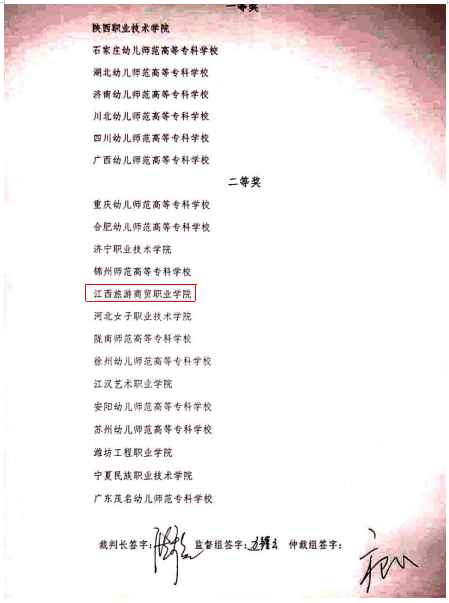 一等奖
陕西职业技术学院
石家庄幼儿师范高等专科学校
湖北幼儿师范高等专科学校
济南幼儿师范高等专科学校
川北幼儿师范高等专科学校
四川幼儿师范高等专科学校
广西幼儿师范高等专科学校
二等奖
重庆幼儿师范高等专科学校
合肥幼儿师范高等专科学校
济宁职业技术学院
锦州师范高等专科学校
江西旅游商贸职业学院
河北女子职业技术学院
陇南师范高等专科学校
徐州幼儿师范高等专科学校
江汉艺术职业学院
安阳幼儿师范高等专科学校
苏州幼儿师范高等专科学校
潍坊工程职业学院
宁夏民族职业技术学院
广东茂名幼儿师范专科学校
裁判长签字： 监督组签字： 仲裁组签字：